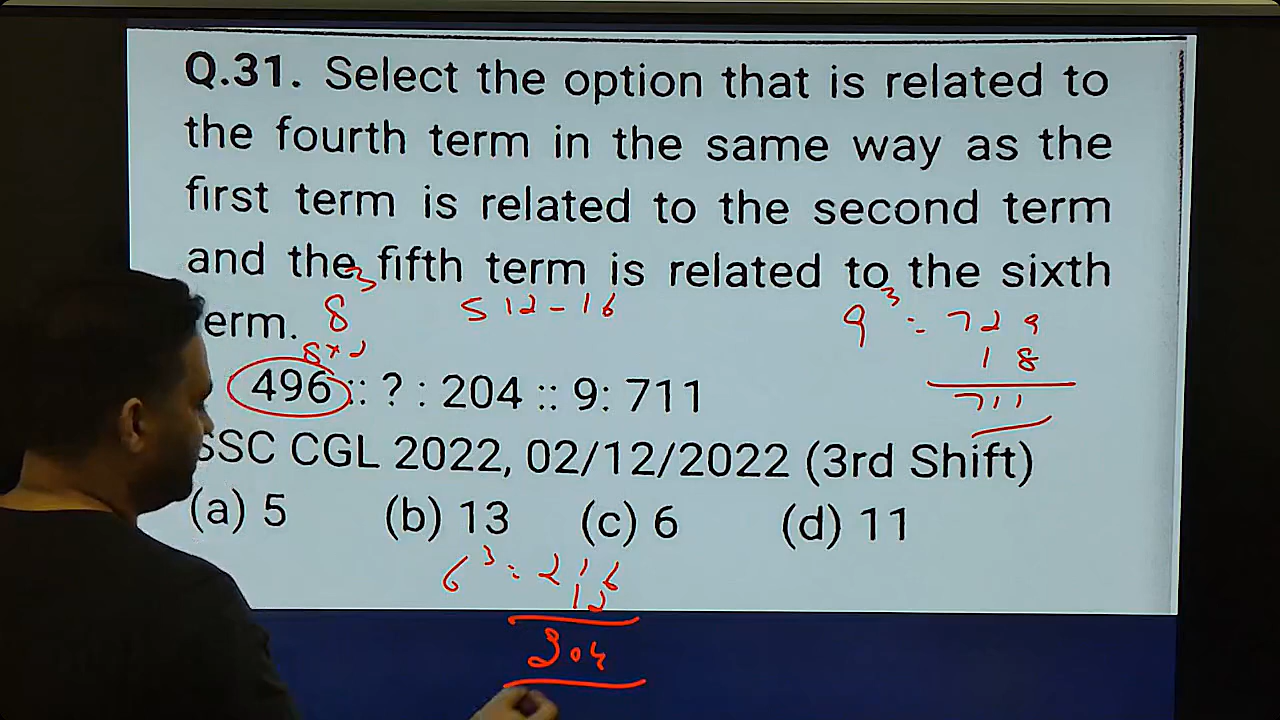 Q.31. Select the option that is related to
the fourth term in the same way as the
first term is related to the second term
and the fifth term is related to the sixth
erm.
8³
512-16
9³ = 729
8×2
18
496 :: ? : 204 :: 9: 711
711
SSC CGL 2022, 02/12/2022 (3rd Shift)
(a) 5 (b) 13 (c) 6 (d) 11
6³ = 216
12
204